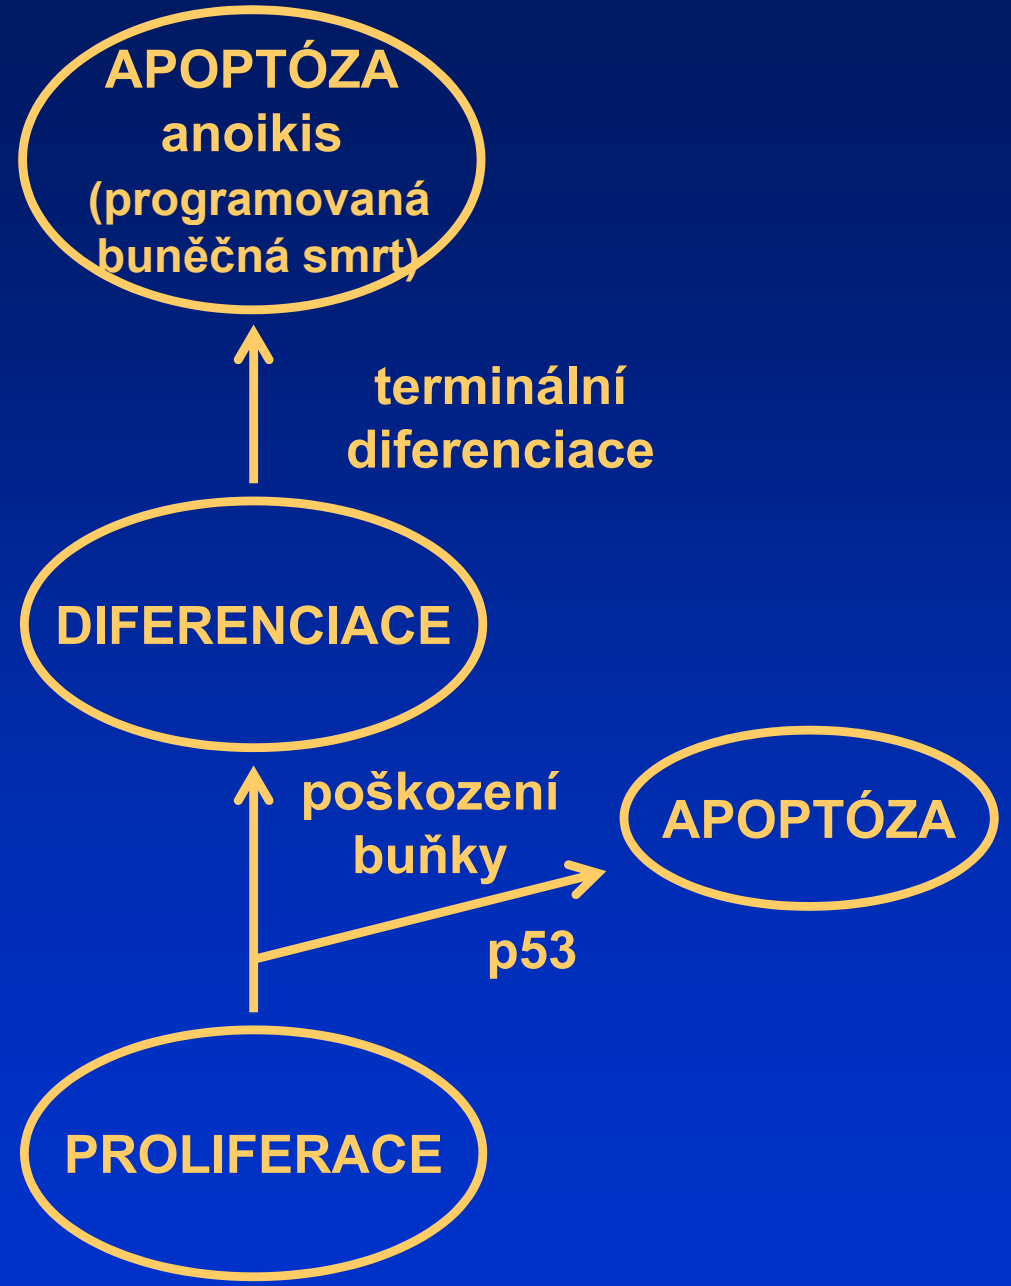 APOPTÓZA
anoikis
(programovaná
buněčná smrt)
terminální
diferenciace
DIFERENCIACE
poškození
buňky
APOPTÓZA
p53
PROLIFERACE